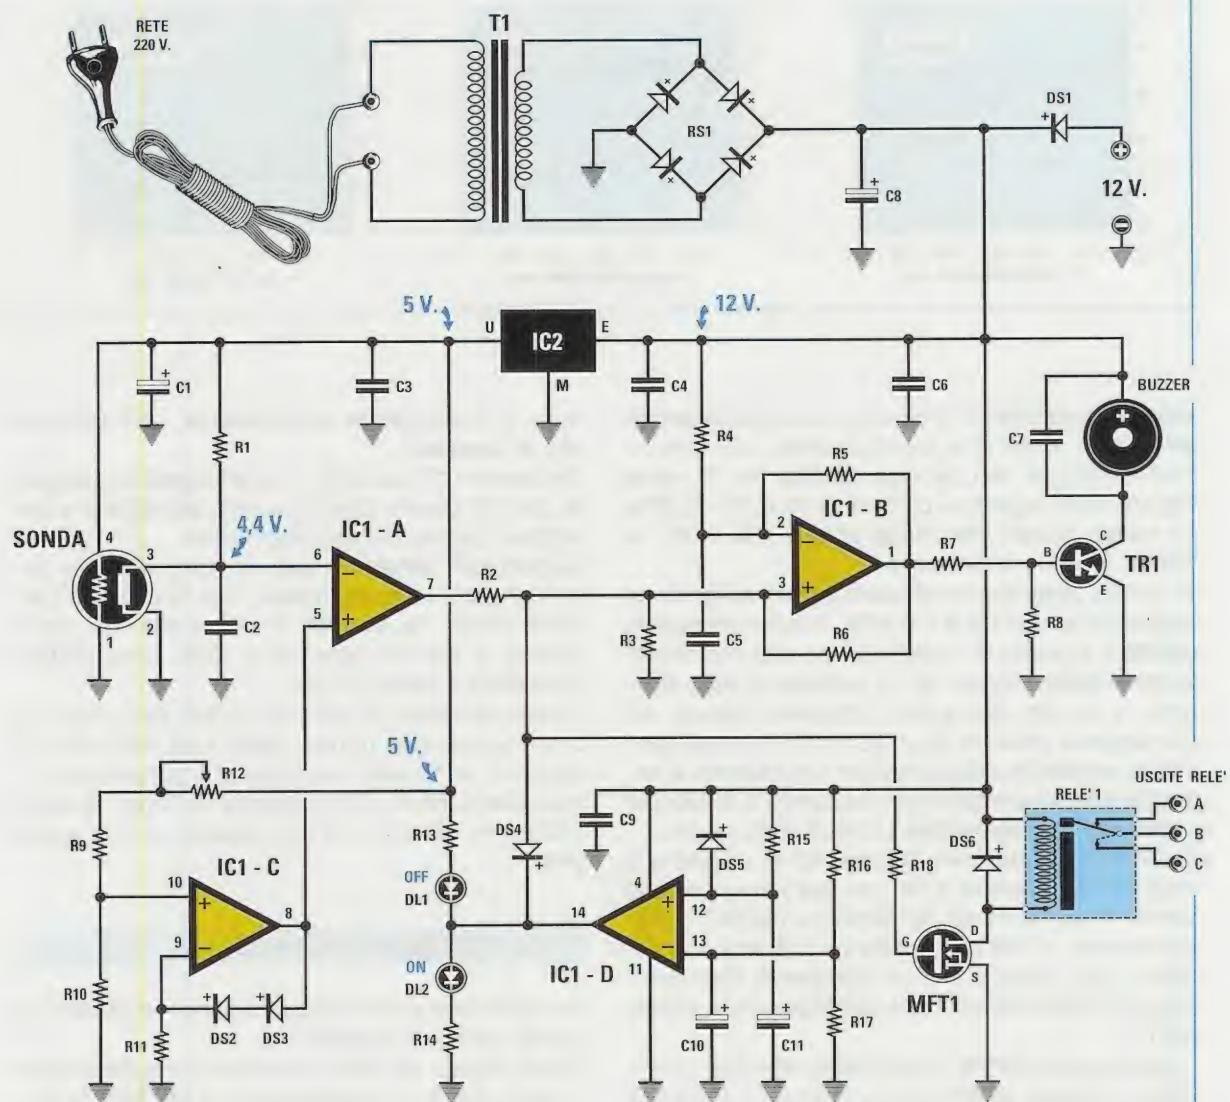 RETE
220 V.
T1
RS1
DS1
+
12 V.
C8
+
5 V.
12 V.
U
IC2
E
M
+
C1
C3
C4
C6
R1
R4
C7
BUZZER
+
R5
IC1 - B
4,4 V.
IC1 - A
SONDA
4
3
2
1
6
5
7
R2
2
3
1
R7
B
C
E
TR1
C2
R3
C5
R6
R8
5 V.
R12
USCITE RELE'
RELE' 1
A
B
C
R9
R13
DS4
+
C9
DS5
+
R15
R16
R18
DS6
+
OFF
DL1
IC1 - C
10
9
8
14
4
12
13
11
IC1 - D
G
D
S
MFT1
ON
DL2
R10
R11
+
DS2
+
DS3
R14
+
C10
+
C11
R17